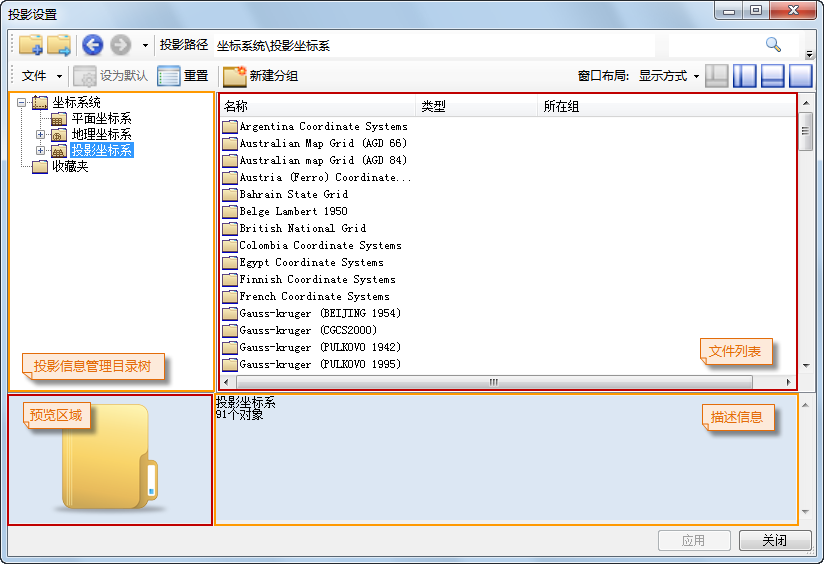 投影设置
投影路径 坐标系统\投影坐标系
文件 设为默认 重置 新建分组 窗口布局: 显示方式
坐标系统
平面坐标系
地理坐标系
投影坐标系
收藏夹
投影信息管理目录树
名称 类型 所在组
Argentina Coordinate Systems
Australian Map Grid (AGD 66)
Australian map Grid (AGD 84)
Austria (Ferro) Coordinate...
Bahrain State Grid
Belge Lambert 1950
British National Grid
Colombia Coordinate Systems
Egypt Coordinate Systems
Finnish Coordinate Systems
French Coordinate Systems
Gauss-kruger (BEIJING 1954)
Gauss-kruger (CGCS2000)
Gauss-kruger (PULKOVO 1942)
Gauss-kruger (PULKOVO 1995)
文件列表
预览区域
投影坐标系
91个对象
描述信息
应用 关闭